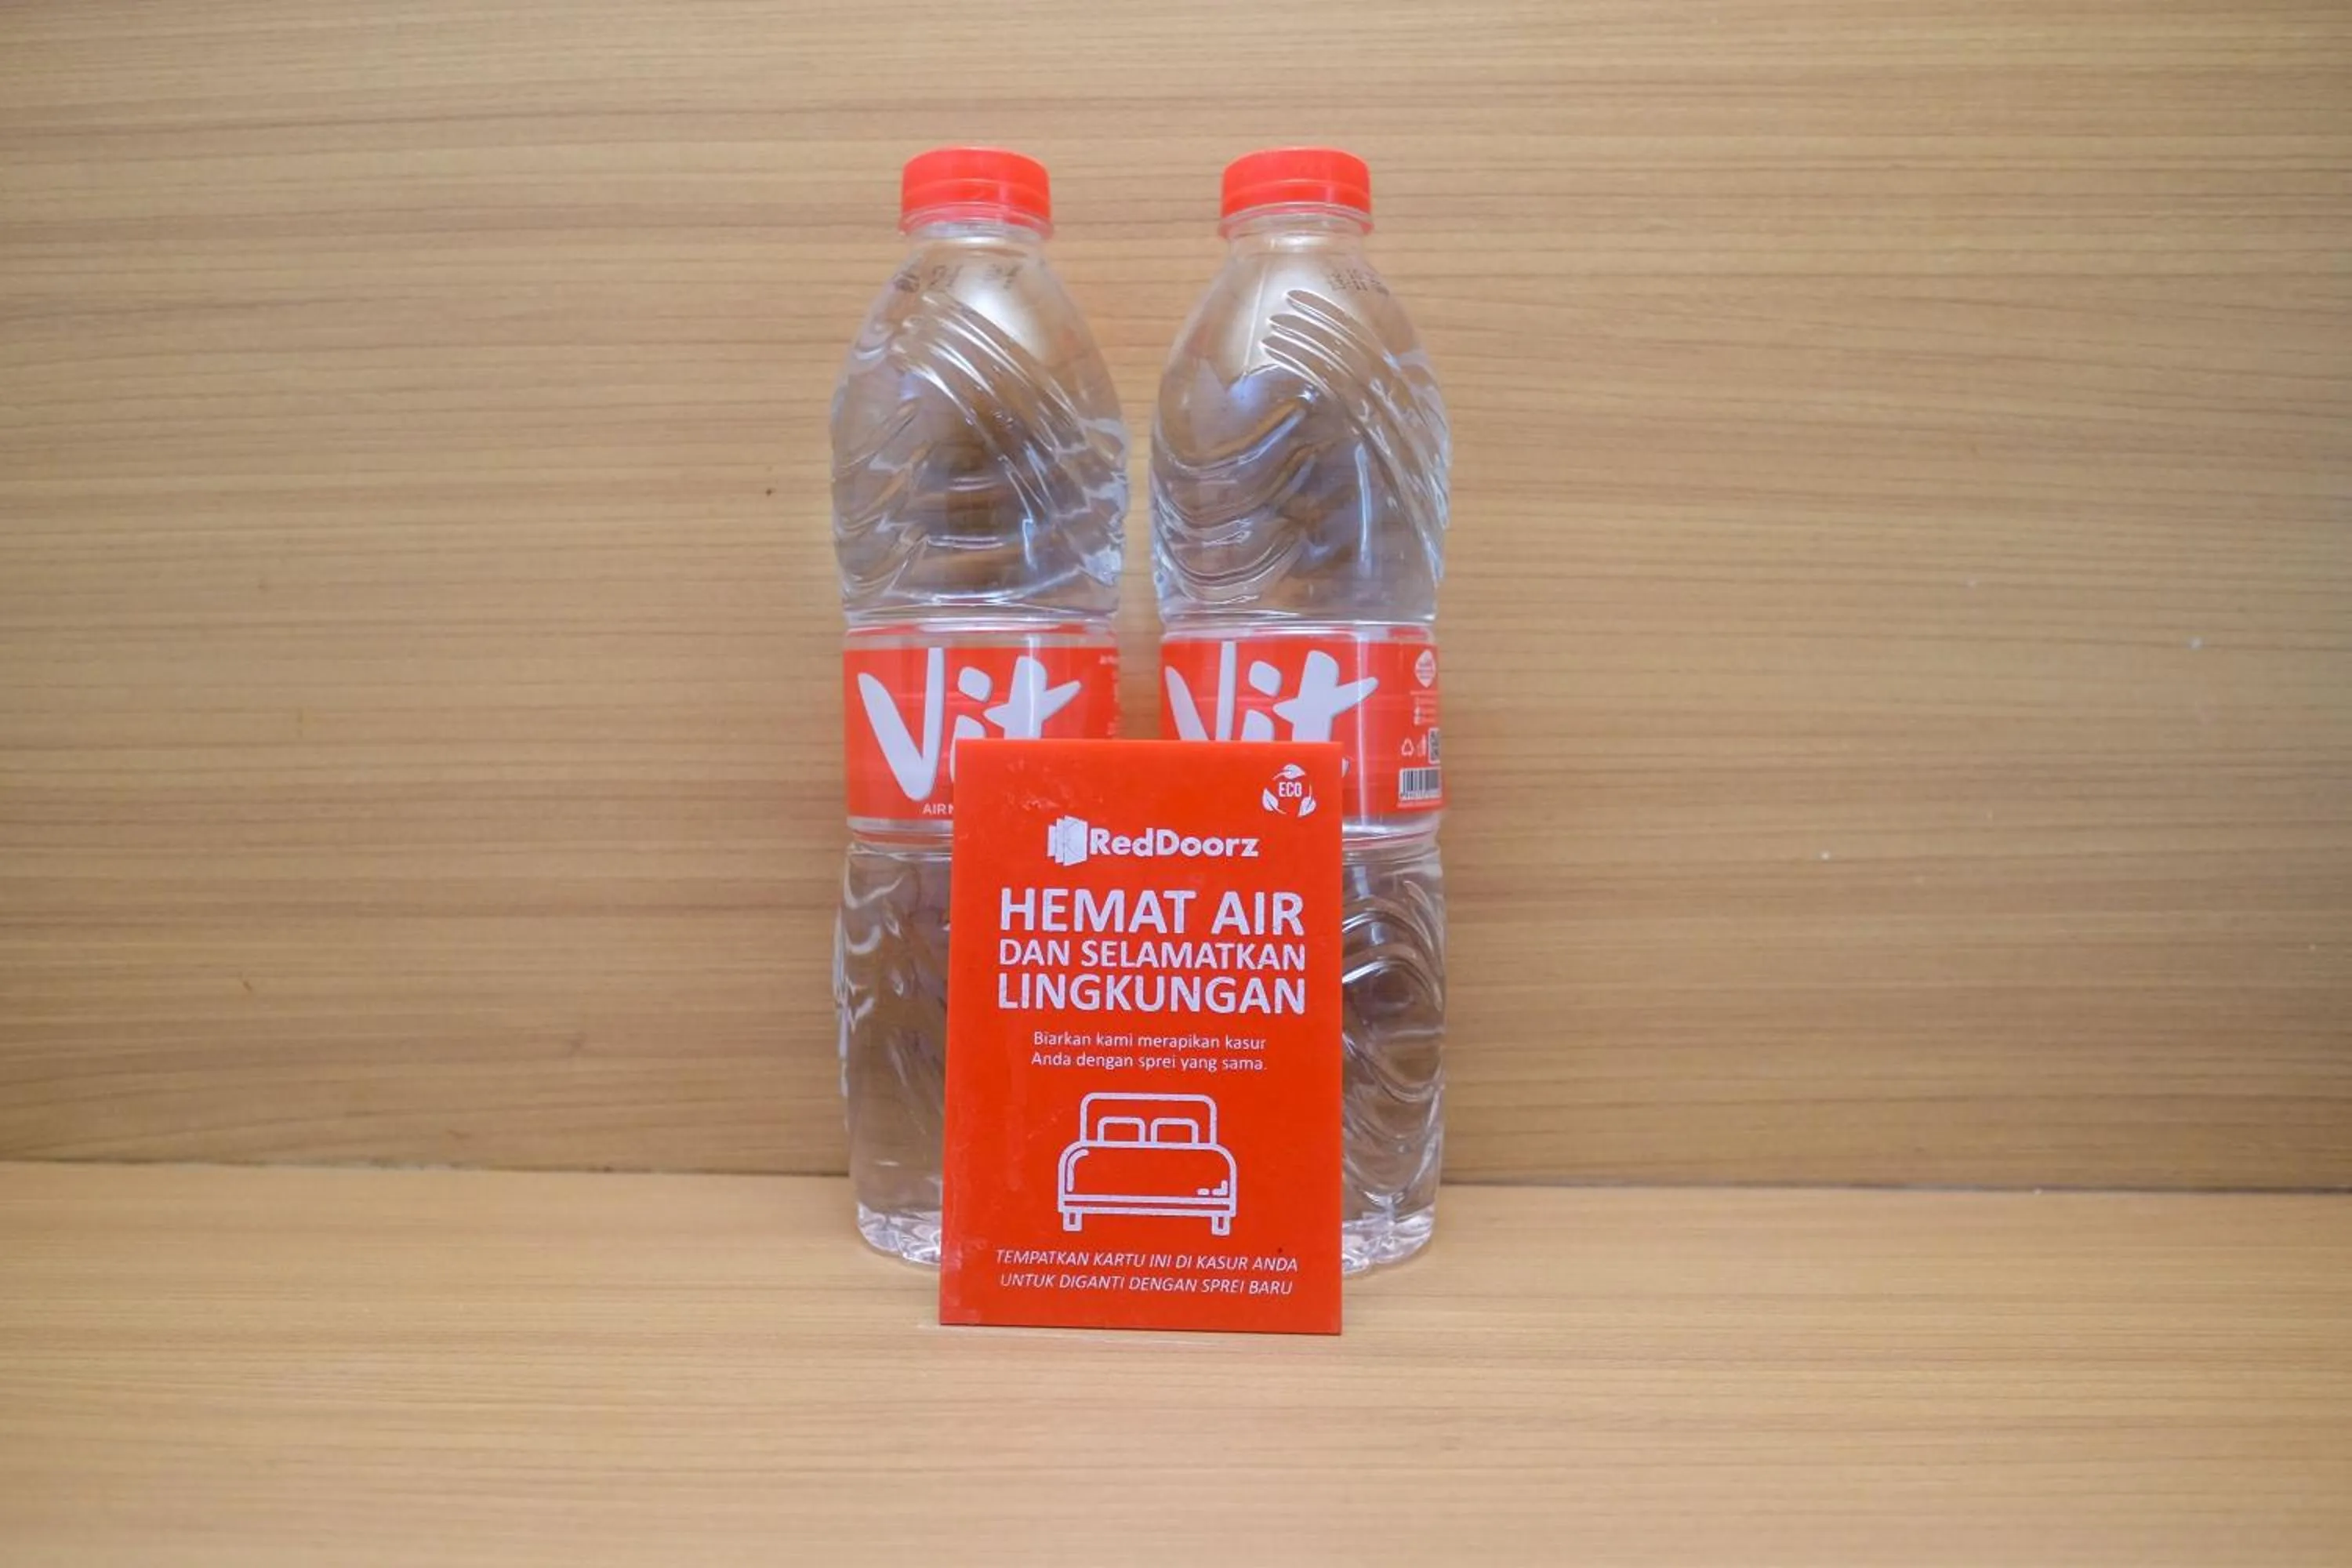 Vit
AIR
Vit
ECO
RedDoorz
HEMAT AIR
DAN SELAMATKAN
LINGKUNGAN
Biarkan kami merapikan kasur
Anda dengan sprei yang sama.
TEMPATKAN KARTU INI DI KASUR ANDA
UNTUK DIGANTI DENGAN SPREI BARU